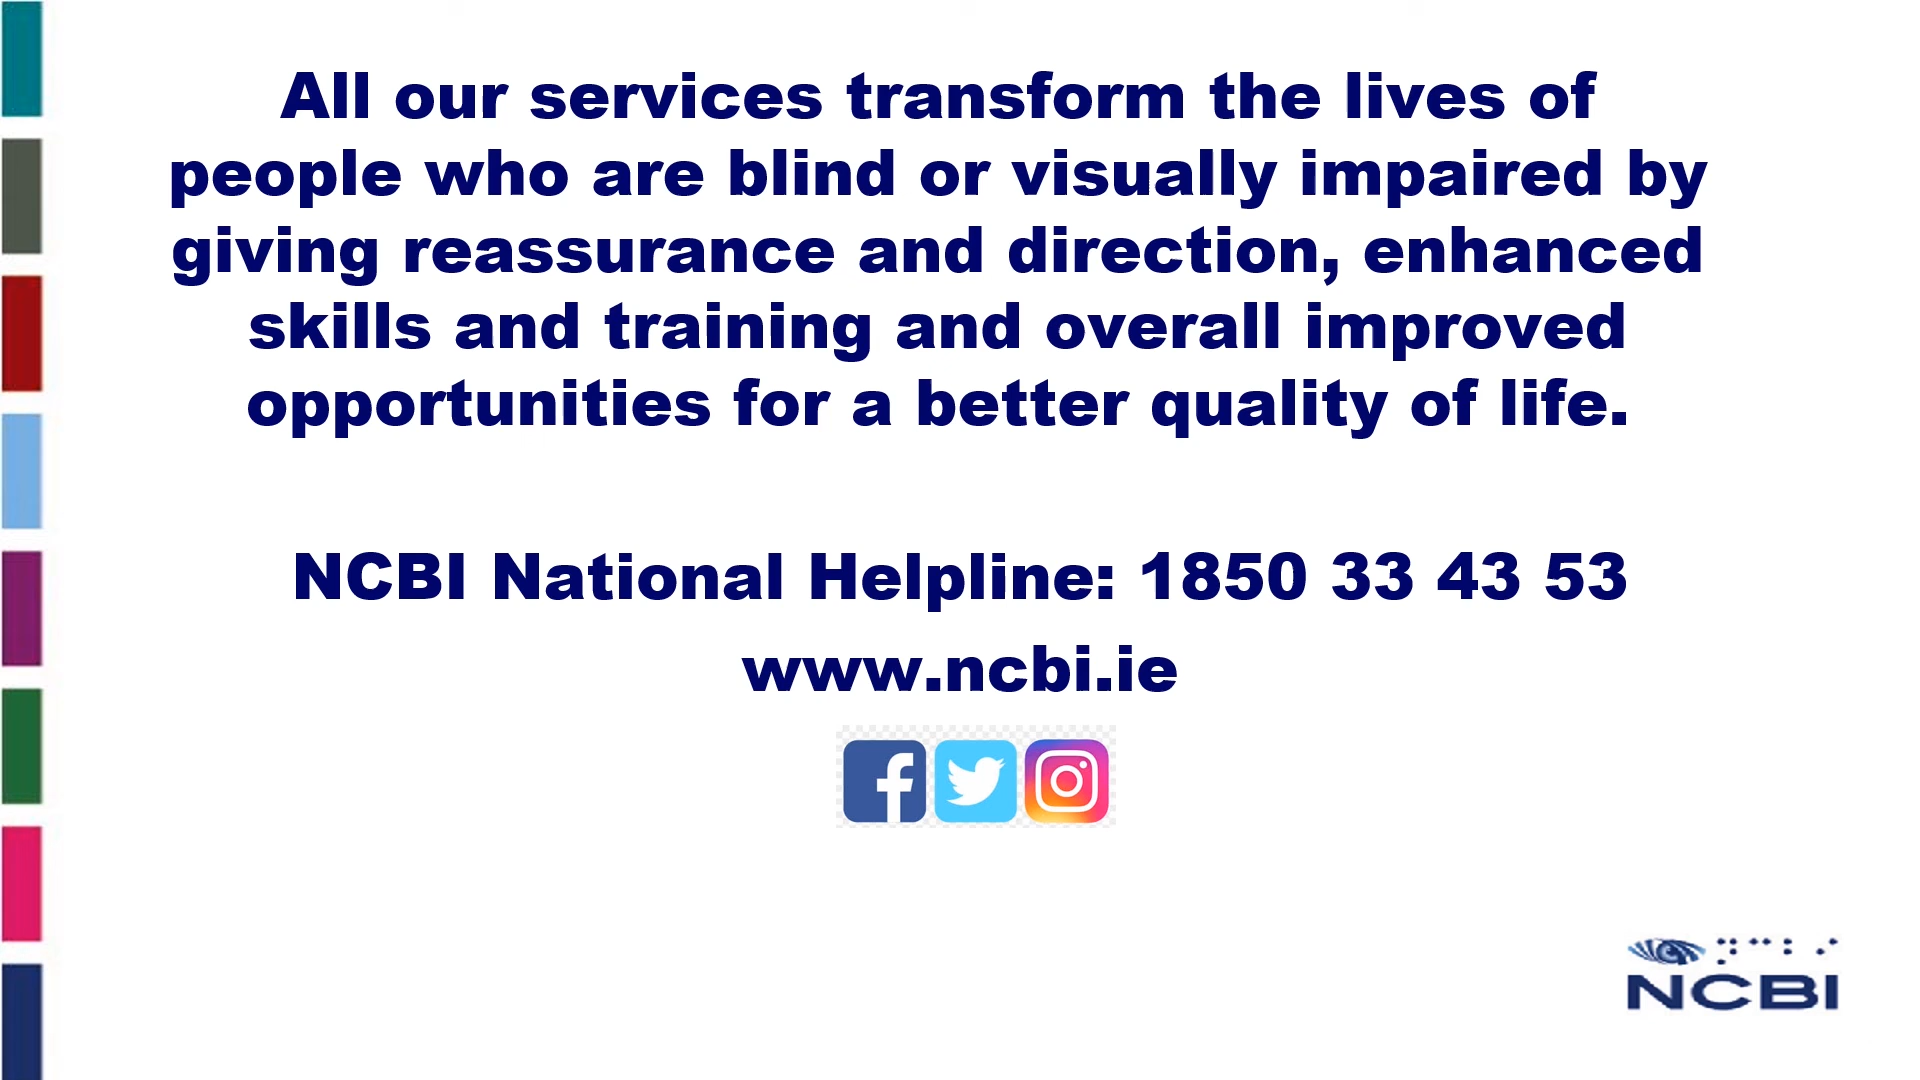 All our services transform the lives of
people who are blind or visually impaired by
giving reassurance and direction, enhanced
skills and training and overall improved
opportunities for a better quality of life.
NCBI National Helpline: 1850 33 43 53
www.ncbi.ie
⠝⠉⠃⠊
NCBI